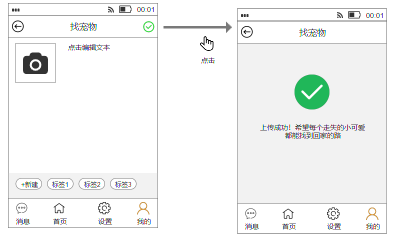 00:01
找宠物
点击编辑文本
+新建
标签1
标签2
标签3
消息
首页
设置
我的
点击
00:01
找宠物
上传成功！希望每个走失的小可爱
都能找到回家的路
消息
首页
设置
我的